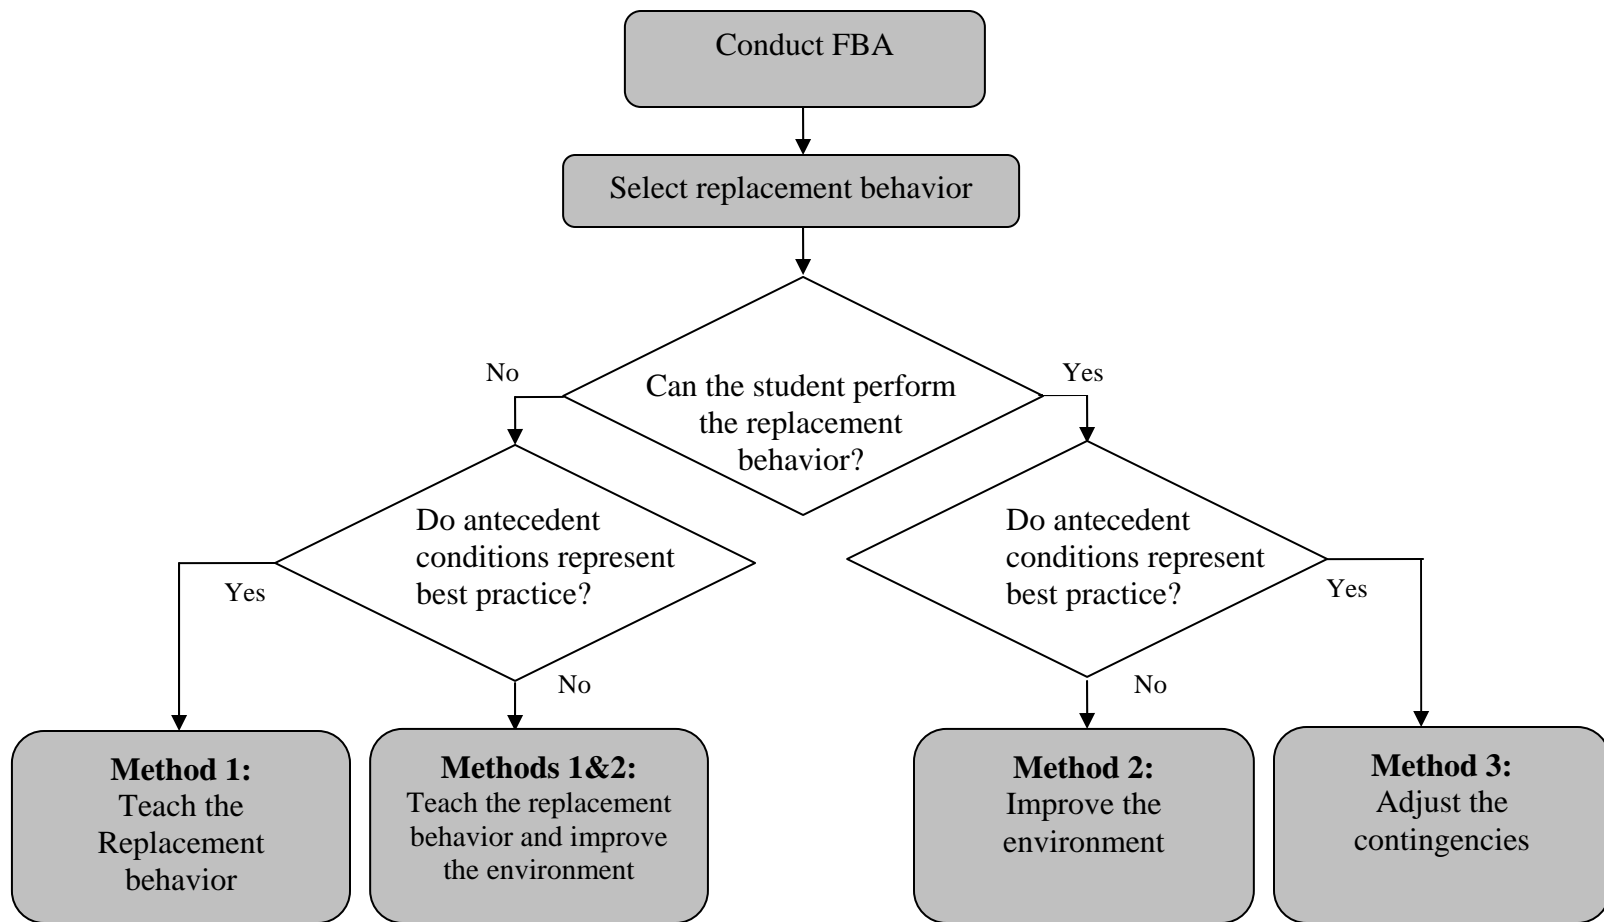 Conduct FBA
Select replacement behavior
No
Yes
Can the student perform
the replacement
behavior?
Do antecedent
conditions represent
best practice?
Do antecedent
conditions represent
best practice?
Yes
No
No
Yes
Method 1:
Teach the
Replacement
behavior
Methods 1&2:
Teach the replacement
behavior and improve
the environment
Method 2:
Improve the
environment
Method 3:
Adjust the
contingencies